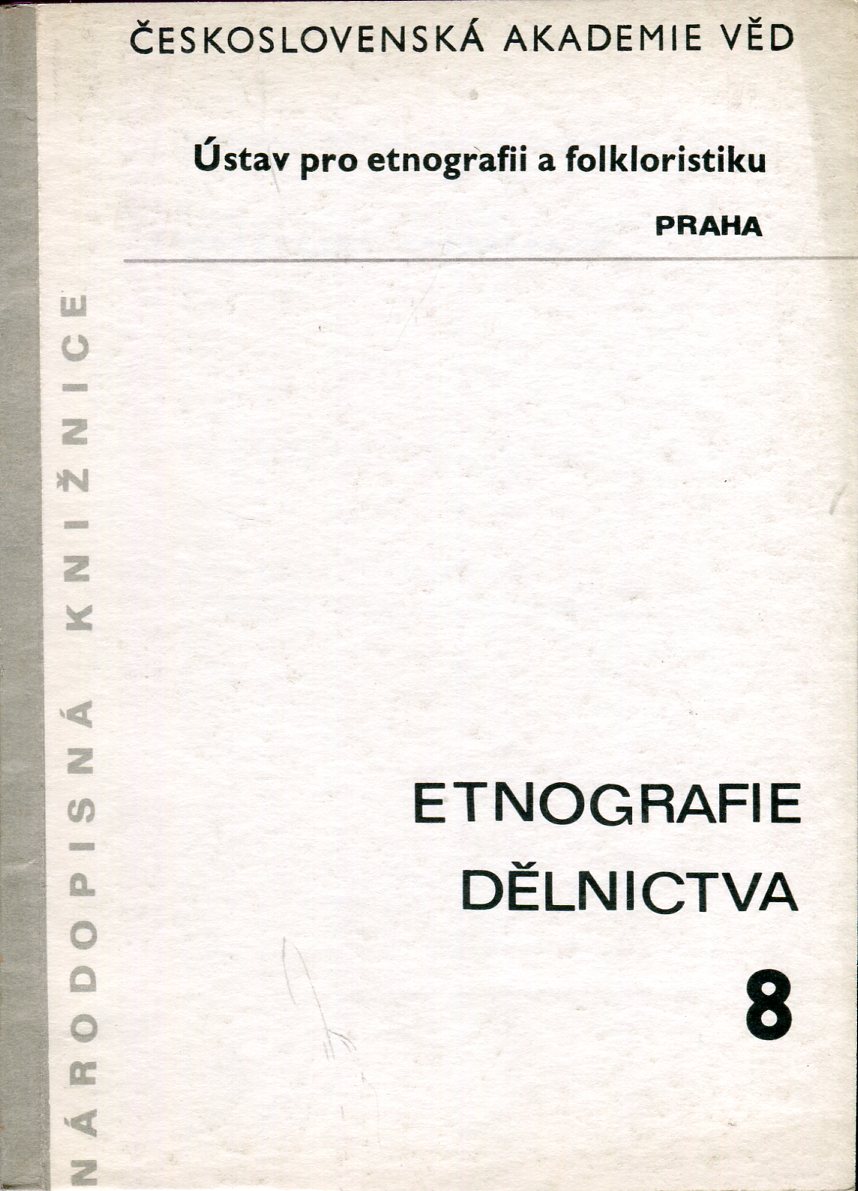 ČESKOSLOVENSKÁ AKADEMIE VĚD
Ústav pro etnografii a folkloristiku
PRAHA
NÁRODOPISNÁ KNIŽNICE
ETNOGRAFIE
DĚLNICTVA
8